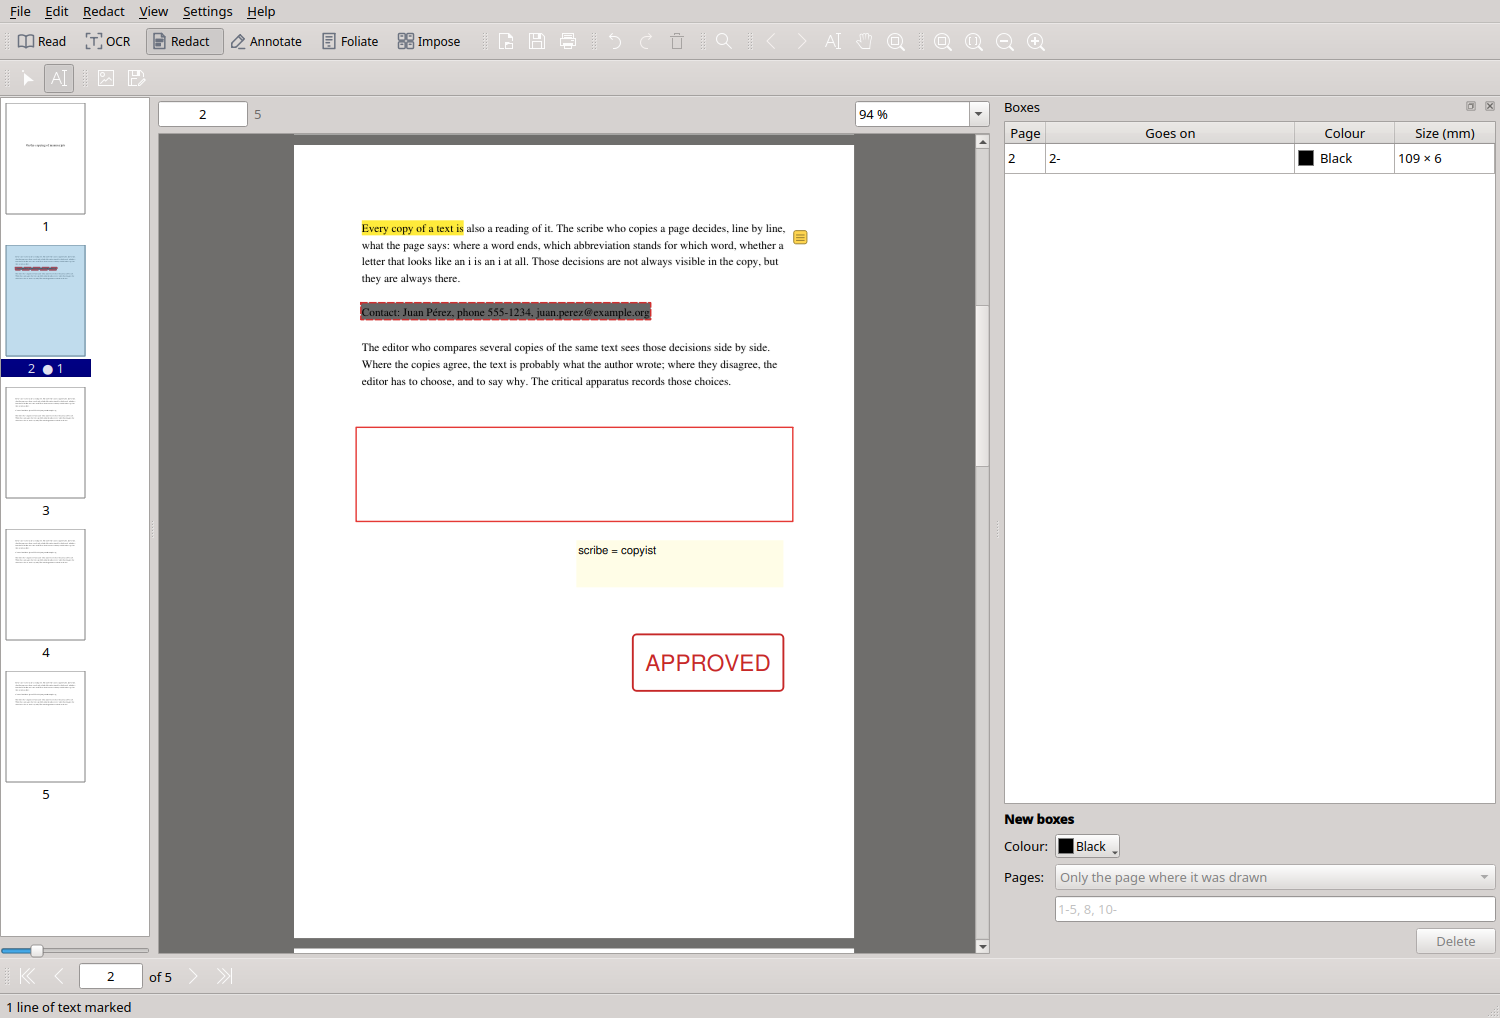 File Edit Redact View Settings Help
Read OCR Redact Annotate Foliate Impose
2 5 94 %
Boxes
Page Goes on Colour Size (mm)
2 2- Black 109 × 6
1
2 1
3
4
5
Every copy of a text is also a reading of it. The scribe who copies a page decides, line by line,
what the page says: where a word ends, which abbreviation stands for which word, whether a
letter that looks like an i is an i at all. Those decisions are not always visible in the copy, but
they are always there.
Contact: Juan Pérez, phone 555-1234, juan.perez@example.org
The editor who compares several copies of the same text sees those decisions side by side.
Where the copies agree, the text is probably what the author wrote; where they disagree, the
editor has to choose, and to say why. The critical apparatus records those choices.
scribe = copyist
APPROVED
New boxes
Colour: Black
Pages: Only the page where it was drawn
1-5, 8, 10-
Delete
2 of 5
1 line of text marked